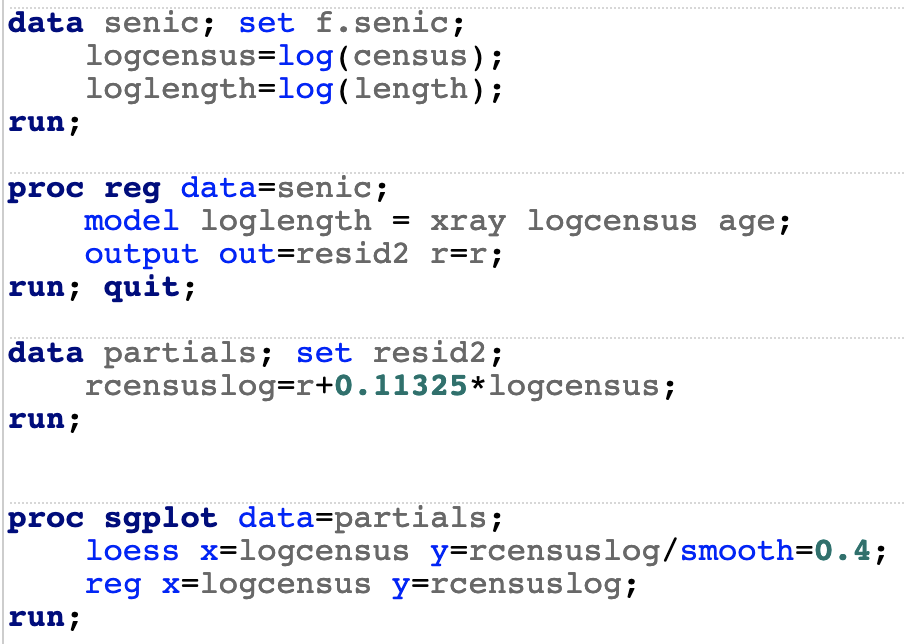 data senic; set f.senic;
logcensus=log(census);
loglength=log(length);
run;
proc reg data=senic;
model loglength = xray logcensus age;
output out=resid2 r=r;
run; quit;
data partials; set resid2;
rcensuslog=r+0.11325*logcensus;
run;
proc sgplot data=partials;
loess x=logcensus y=rcensuslog/smooth=0.4;
reg x=logcensus y=rcensuslog;
run;